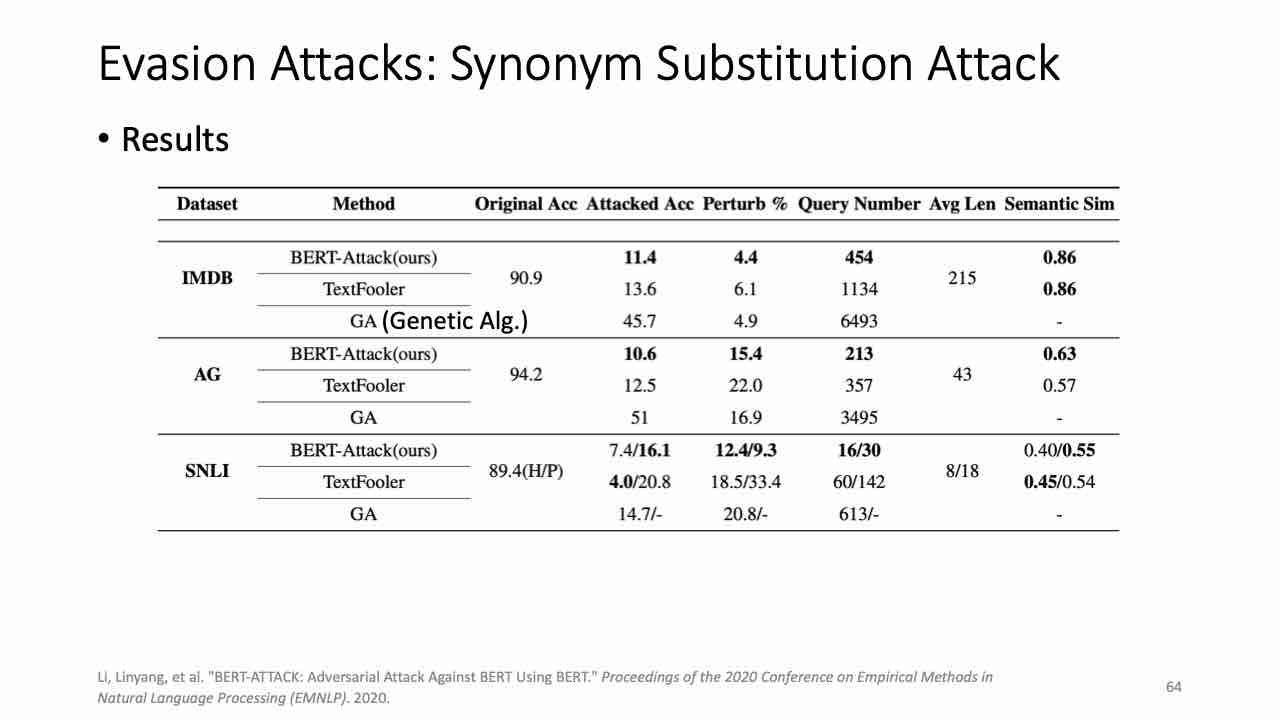 Evasion Attacks: Synonym Substitution Attack
• Results
Dataset Method Original Acc Attacked Acc Perturb % Query Number Avg Len Semantic Sim
IMDB BERT-Attack(ours) 90.9 11.4 4.4 454 215 0.86
TextFooler 13.6 6.1 1134 0.86
GA (Genetic Alg.) 45.7 4.9 6493 -
AG BERT-Attack(ours) 94.2 10.6 15.4 213 43 0.63
TextFooler 12.5 22.0 357 0.57
GA 51 16.9 3495 -
SNLI BERT-Attack(ours) 89.4(H/P) 7.4/16.1 12.4/9.3 16/30 8/18 0.40/0.55
TextFooler 4.0/20.8 18.5/33.4 60/142 0.45/0.54
GA 14.7/- 20.8/- 613/- -
Li, Linyang, et al. "BERT-ATTACK: Adversarial Attack Against BERT Using BERT." Proceedings of the 2020 Conference on Empirical Methods in
Natural Language Processing (EMNLP). 2020.
64